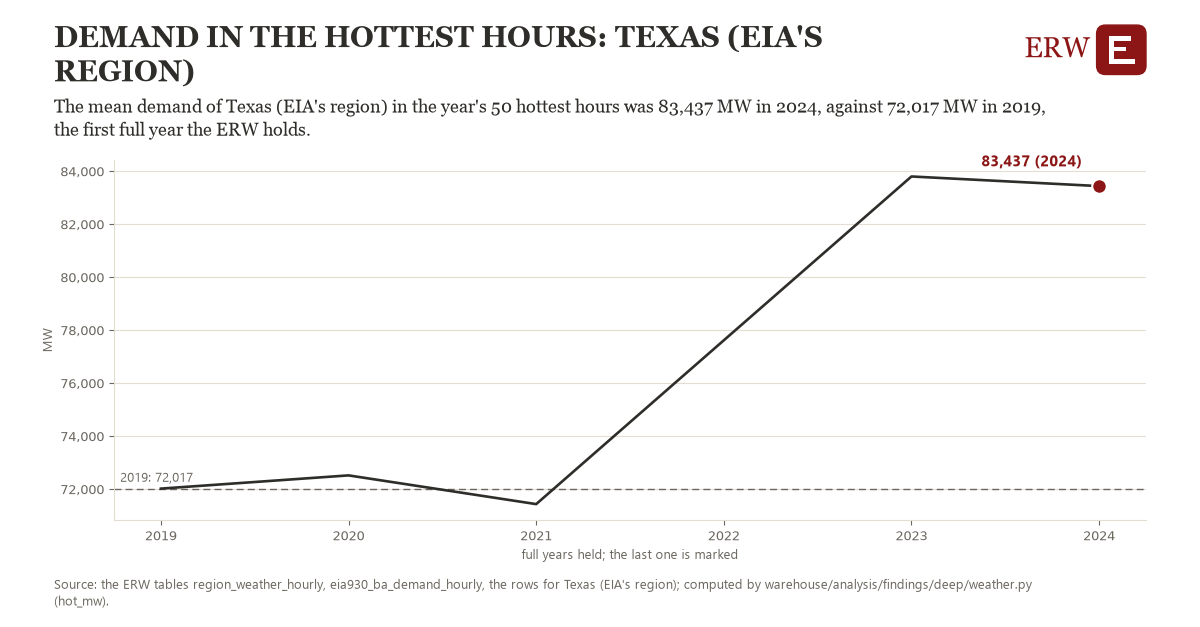 DEMAND IN THE HOTTEST HOURS: TEXAS (EIA'S
REGION)
ERW E
The mean demand of Texas (EIA's region) in the year's 50 hottest hours was 83,437 MW in 2024, against 72,017 MW in 2019,
the first full year the ERW holds.
83,437 (2024)
84,000
82,000
80,000
78,000
MW
76,000
74,000
2019: 72,017
72,000
2019 2020 2021 2022 2023 2024
full years held; the last one is marked
Source: the ERW tables region_weather_hourly, eia930_ba_demand_hourly, the rows for Texas (EIA's region); computed by warehouse/analysis/findings/deep/weather.py
(hot_mw).